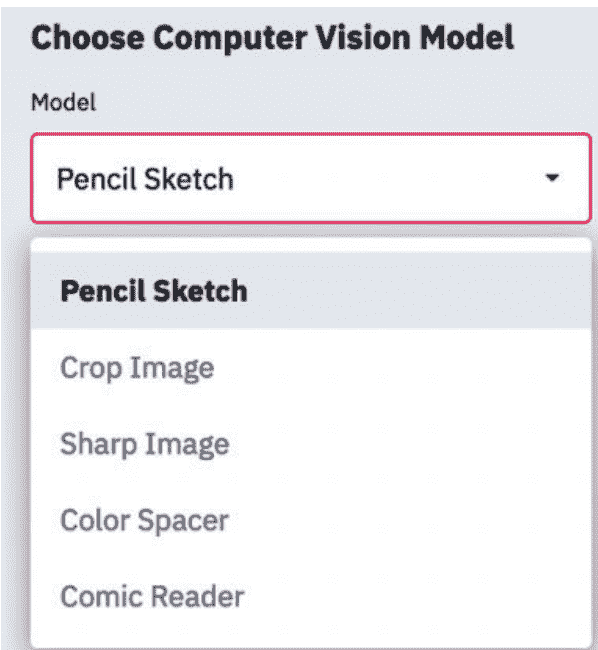 Choose Computer Vision Model
Model
Pencil Sketch
Pencil Sketch
Crop Image
Sharp Image
Color Spacer
Comic Reader